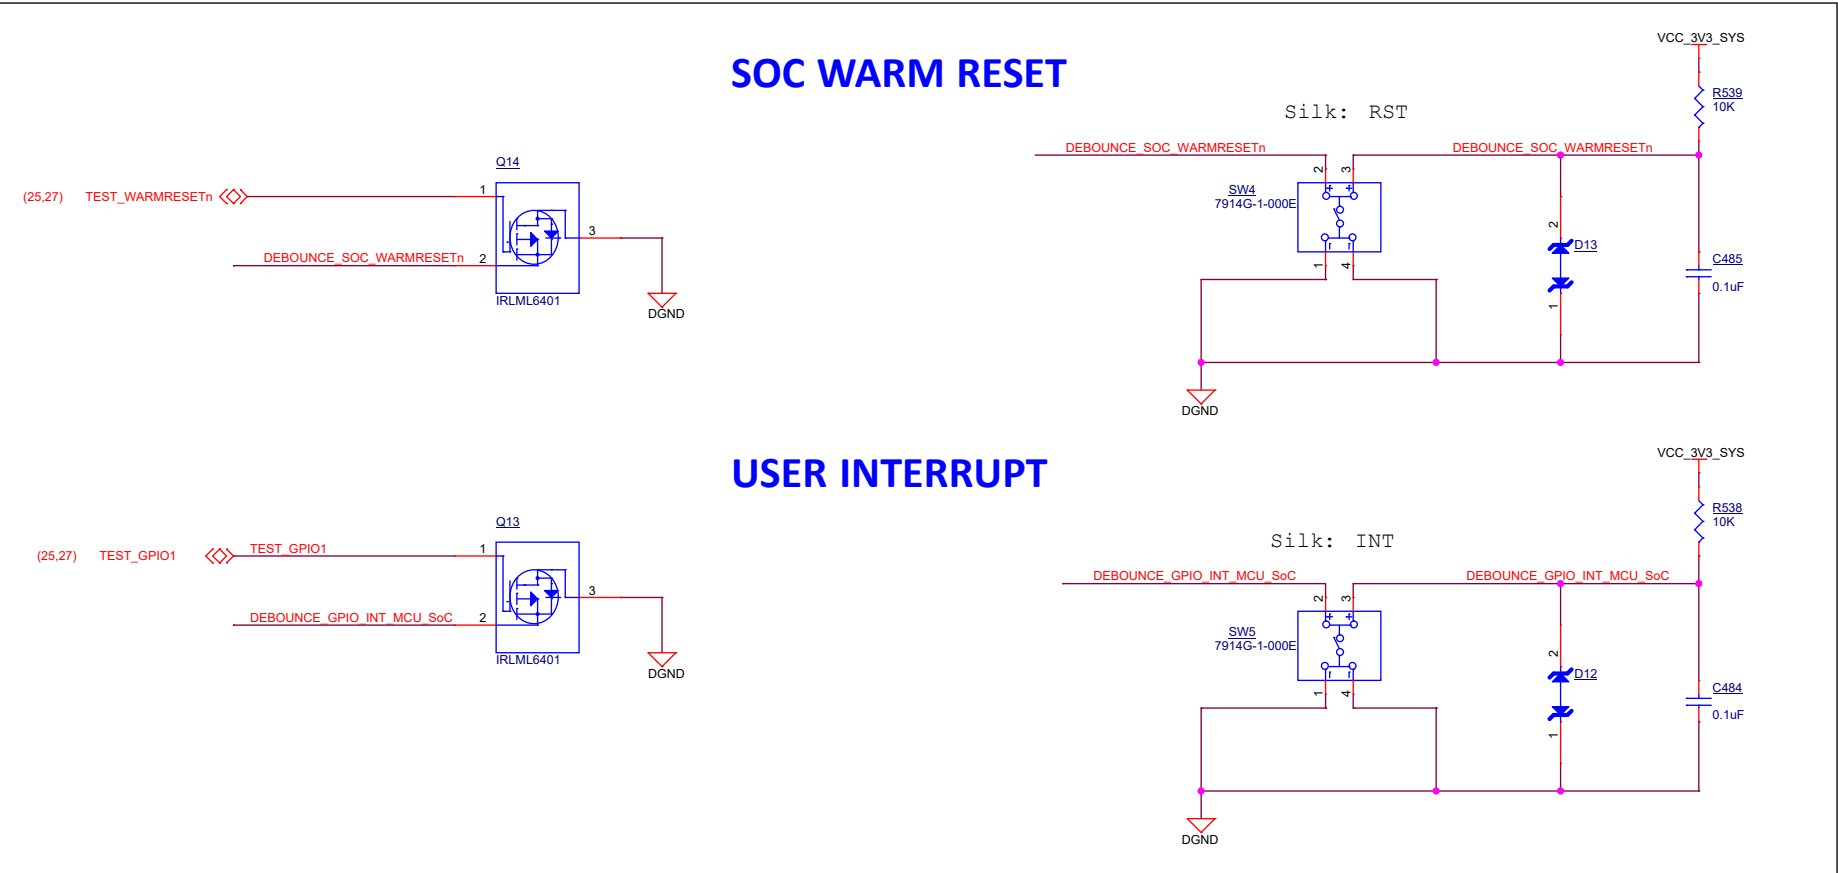 SOC WARM RESET
VCC_3V3_SYS
R539
10K
Silk: RST
DEBOUNCE_SOC_WARMRESETn
DEBOUNCE_SOC_WARMRESETn
Q14
(25,27) TEST_WARMRESETn
1
3
DEBOUNCE_SOC_WARMRESETn
2
IRLML6401
DGND
2
3
SW4
7914G-1-000E
1
4
2
D13
1
C485
0.1uF
DGND
USER INTERRUPT
VCC_3V3_SYS
R538
10K
Silk: INT
DEBOUNCE_GPIO_INT_MCU_SoC
DEBOUNCE_GPIO_INT_MCU_SoC
Q13
(25,27) TEST_GPIO1
TEST_GPIO1
1
3
DEBOUNCE_GPIO_INT_MCU_SoC
2
IRLML6401
DGND
2
3
SW5
7914G-1-000E
1
4
2
D12
1
C484
0.1uF
DGND